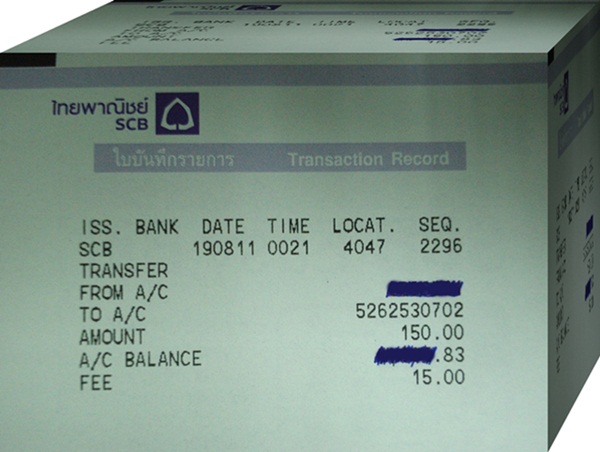 ไทยพาณิชย์
SCB
ใบบันทึกรายการ Transaction Record
ISS. BANK DATE TIME LOCAT. SEQ.
SCB 190811 0021 4047 2296
TRANSFER
FROM A/C
TO A/C 5262530702
AMOUNT 150.00
A/C BALANCE .83
FEE 15.00